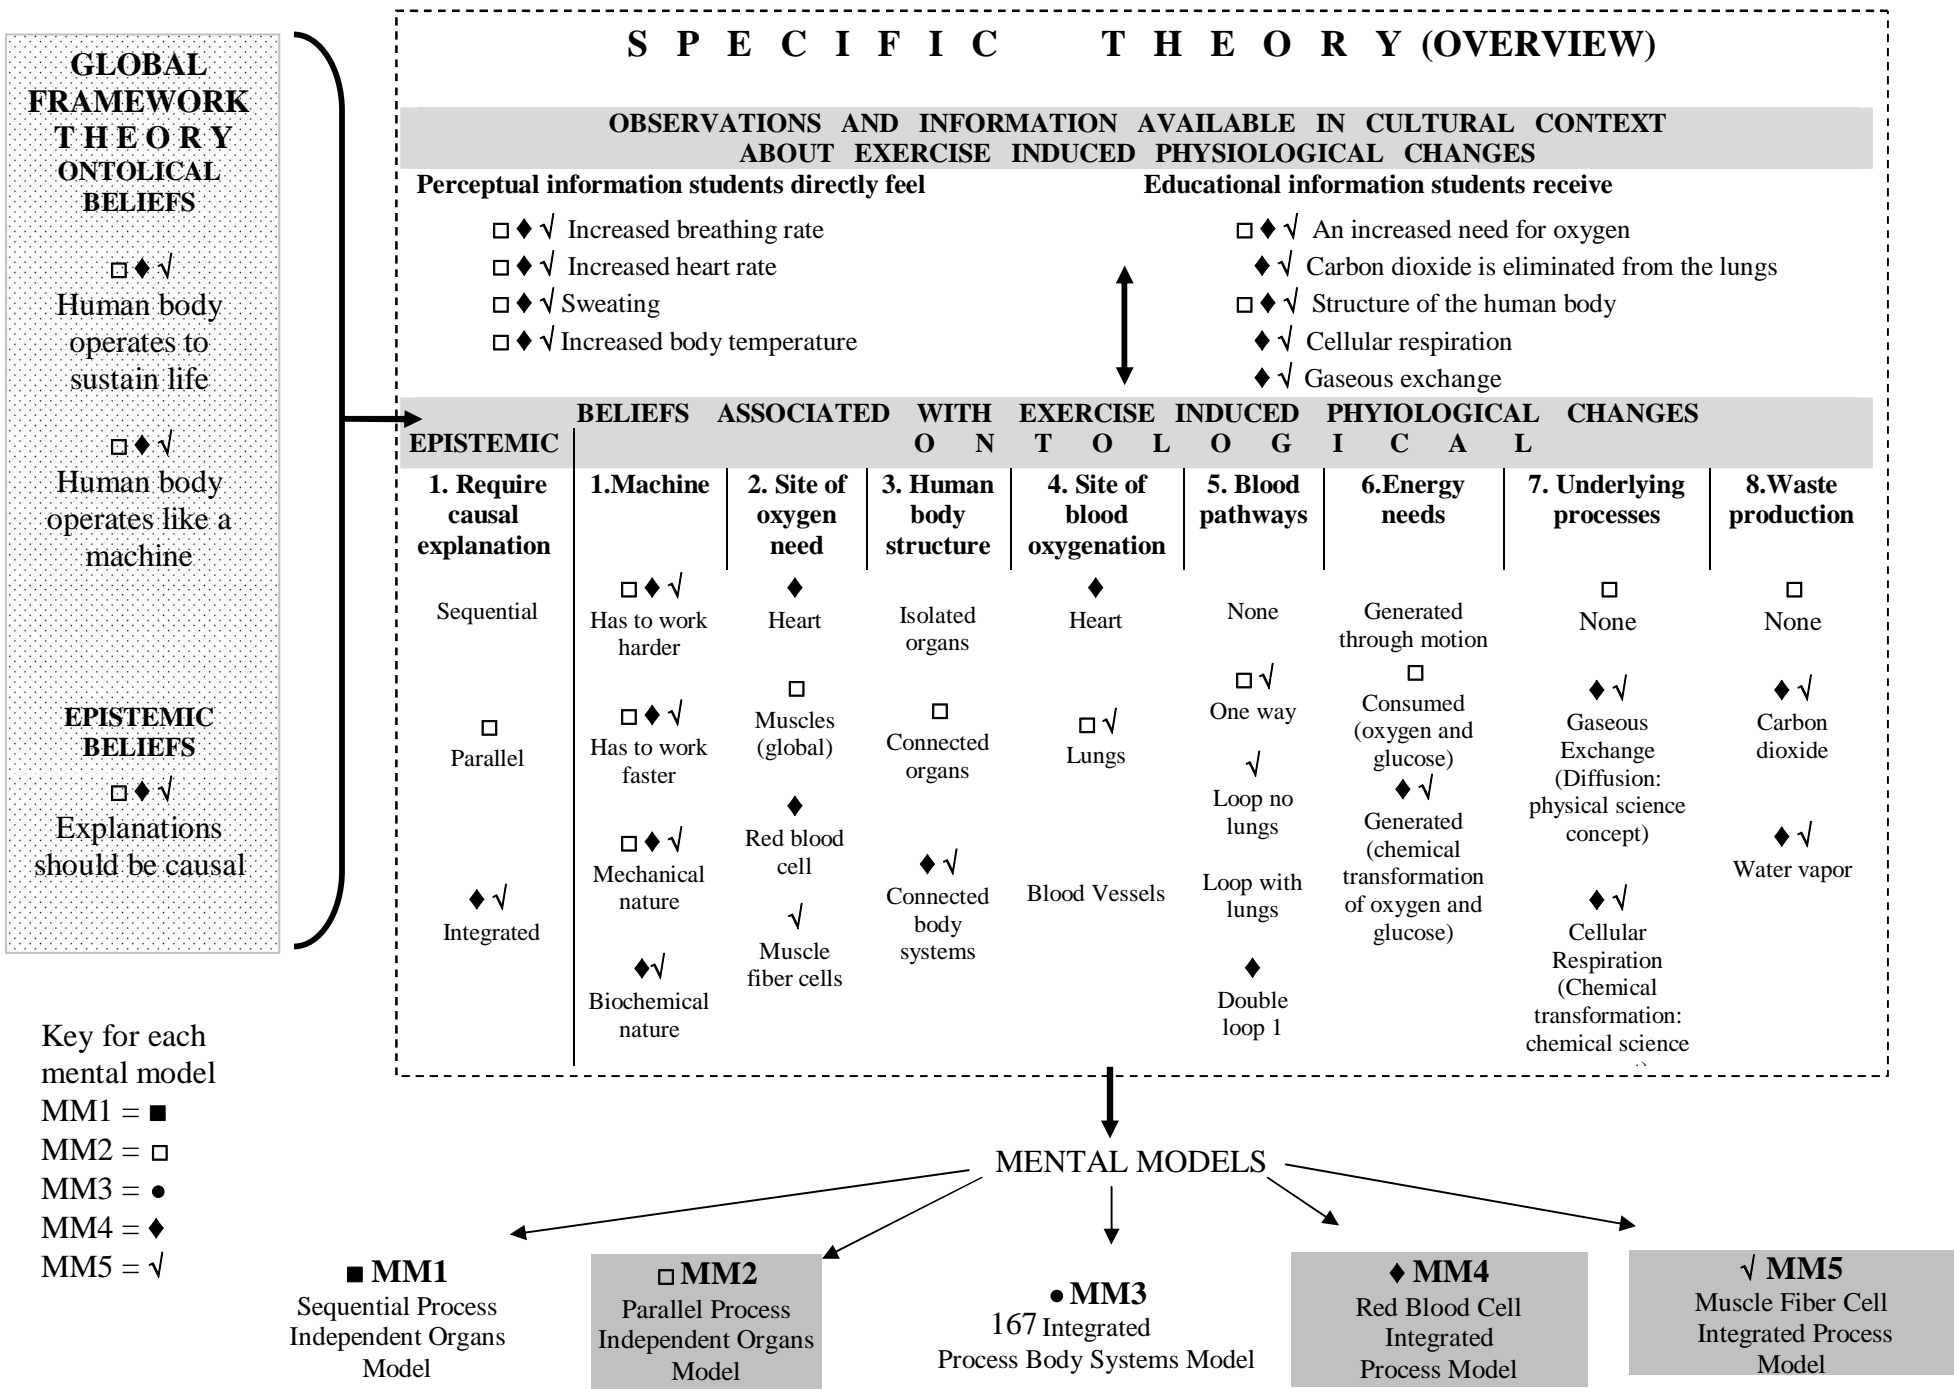 GLOBAL
FRAMEWORK
T H E O R Y
ONTOLICAL
BELIEFS
□ ♦ √
Human body
operates to
sustain life
□ ♦ √
Human body
operates like a
machine
EPISTEMIC
BELIEFS
□ ♦ √
Explanations
should be causal
S P E C I F I C T H E O R Y (OVERVIEW)
OBSERVATIONS AND INFORMATION AVAILABLE IN CULTURAL CONTEXT
ABOUT EXERCISE INDUCED PHYSIOLOGICAL CHANGES
Perceptual information students directly feel
□ ♦ √ Increased breathing rate
□ ♦ √ Increased heart rate
□ ♦ √ Sweating
□ ♦ √ Increased body temperature
Educational information students receive
□ ♦ √ An increased need for oxygen
♦ √ Carbon dioxide is eliminated from the lungs
□ ♦ √ Structure of the human body
♦ √ Cellular respiration
♦ √ Gaseous exchange
BELIEFS ASSOCIATED WITH EXERCISE INDUCED PHYIOLOGICAL CHANGES
EPISTEMIC O N T O L O G I C A L
1. Require
causal
explanation
Sequential
□
Parallel
♦ √
Integrated
1.Machine
□ ♦ √
Has to work
harder
□ ♦ √
Has to work
faster
□ ♦ √
Mechanical
nature
♦√
Biochemical
nature
2. Site of
oxygen
need
♦
Heart
□
Muscles
(global)
♦
Red blood
cell
√
Muscle
fiber cells
3. Human
body
structure
Isolated
organs
□
Connected
organs
♦ √
Connected
body
systems
4. Site of
blood
oxygenation
♦
Heart
□ √
Lungs
Blood Vessels
5. Blood
pathways
None
□ √
One way
√
Loop no
lungs
Loop with
lungs
♦
Double
loop 1
6.Energy
needs
Generated
through motion
□
Consumed
(oxygen and
glucose)
♦ √
Generated
(chemical
transformation
of oxygen and
glucose)
7. Underlying
processes
□
None
♦ √
Gaseous
Exchange
(Diffusion:
physical science
concept)
♦ √
Cellular
Respiration
(Chemical
transformation:
chemical science
8.Waste
production
□
None
♦ √
Carbon
dioxide
♦ √
Water vapor
Key for each
mental model
MM1 = ■
MM2 = □
MM3 = ●
MM4 = ♦
MM5 = √
MENTAL MODELS
■ MM1
Sequential Process
Independent Organs
Model
□ MM2
Parallel Process
Independent Organs
Model
● MM3
167 Integrated
Process Body Systems Model
♦ MM4
Red Blood Cell
Integrated
Process Model
√ MM5
Muscle Fiber Cell
Integrated Process
Model